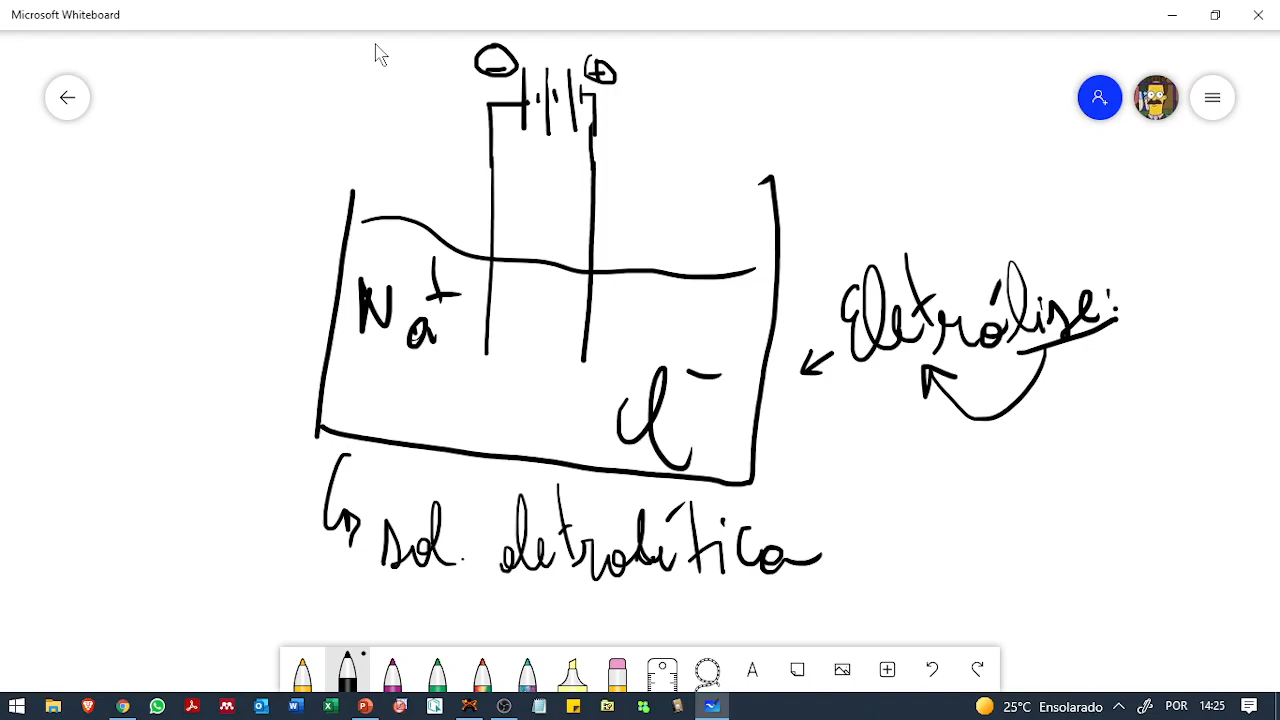 Microsoft Whiteboard
⊖ ⊕
Na⁺
Cl⁻
Eletrólise:
sol. eletrolítica
A
25°C Ensolarado
POR
14:25